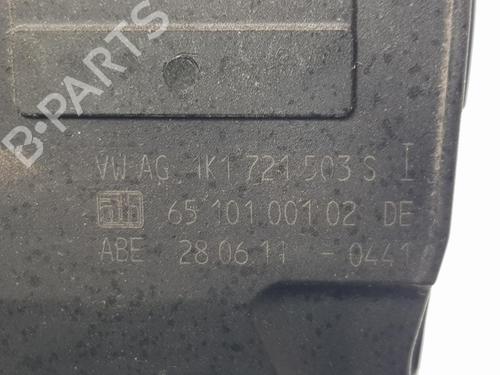 B-PARTS
VW AG 1K1 721 503 S I
65 101 001 02 DE
ABE 28.06.11 - 0441